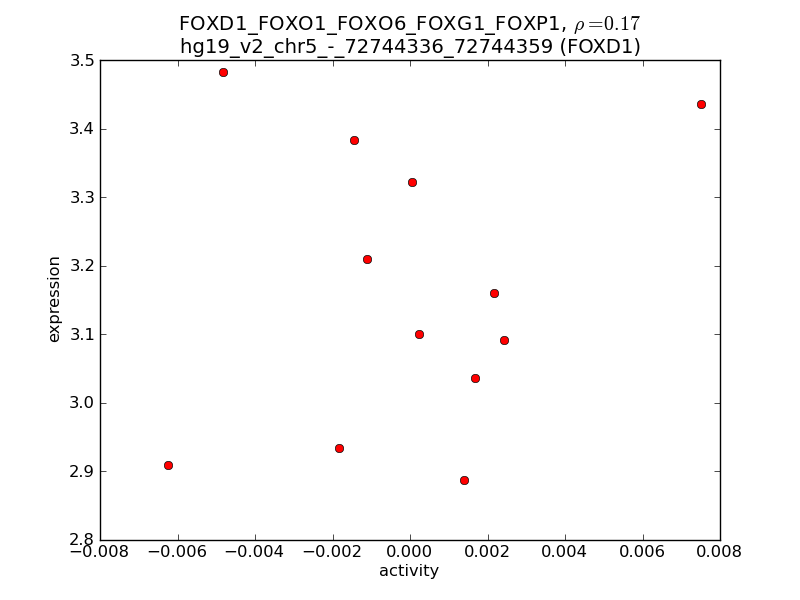 FOXD1_FOXO1_FOXO6_FOXG1_FOXP1, ρ=0.17
hg19_v2_chr5_-_72744336_72744359 (FOXD1)
3.5
3.4
3.3
3.2
3.1
3.0
2.9
2.8
expression
−0.008 −0.006 −0.004 −0.002 0.000 0.002 0.004 0.006 0.008
activity